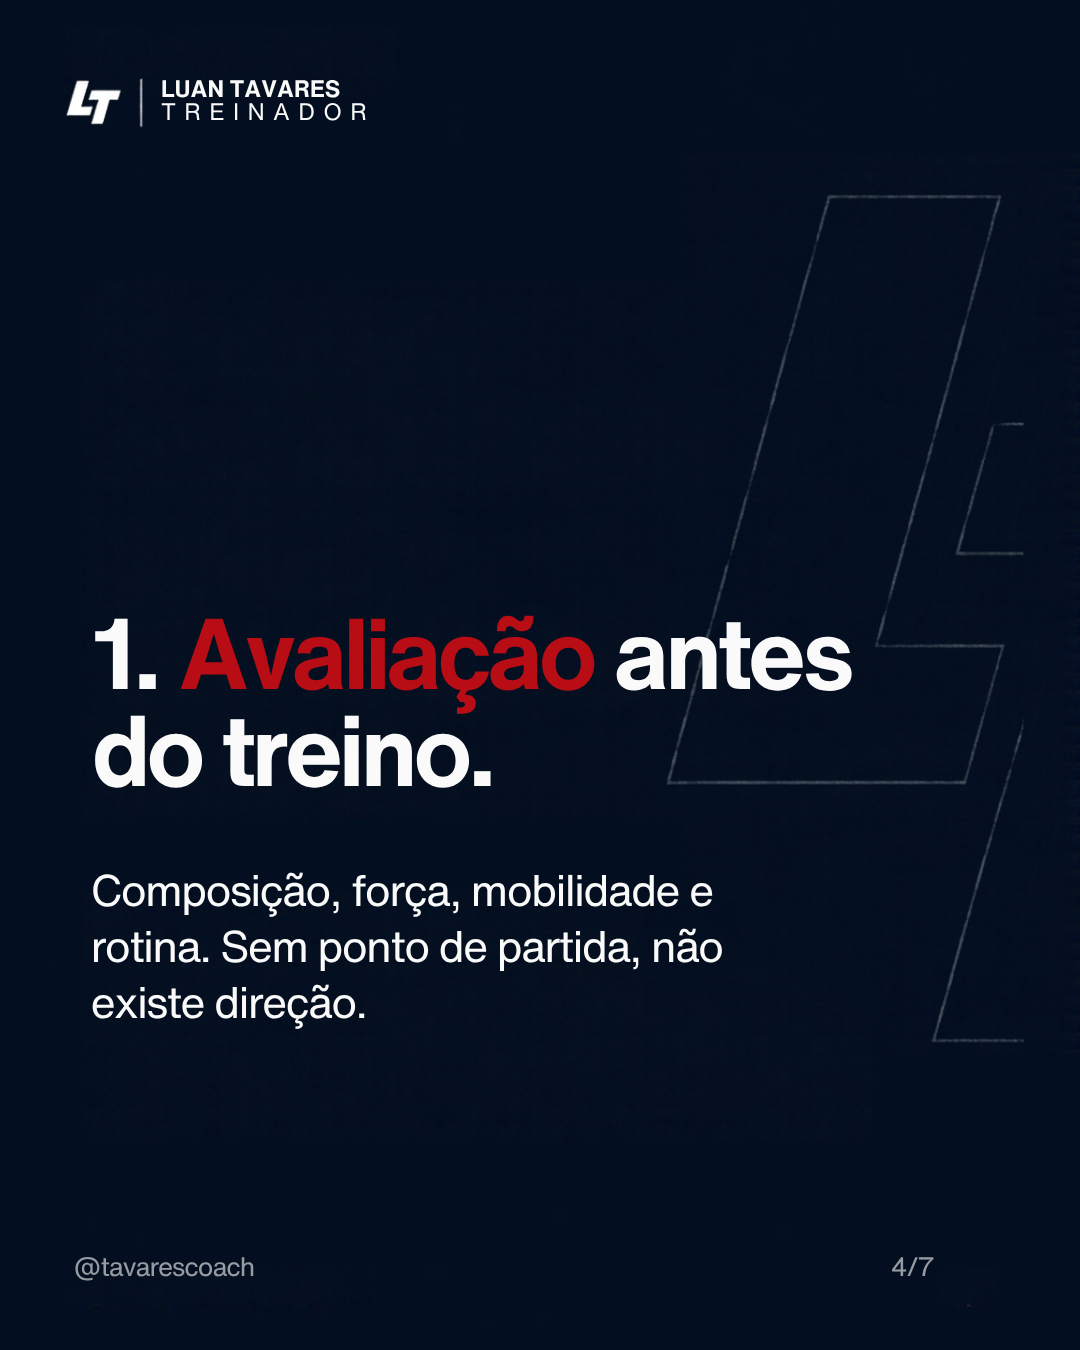 LT
LUAN TAVARES
TREINADOR
1. Avaliação antes
do treino.
Composição, força, mobilidade e
rotina. Sem ponto de partida, não
existe direção.
@tavarescoach
4/7